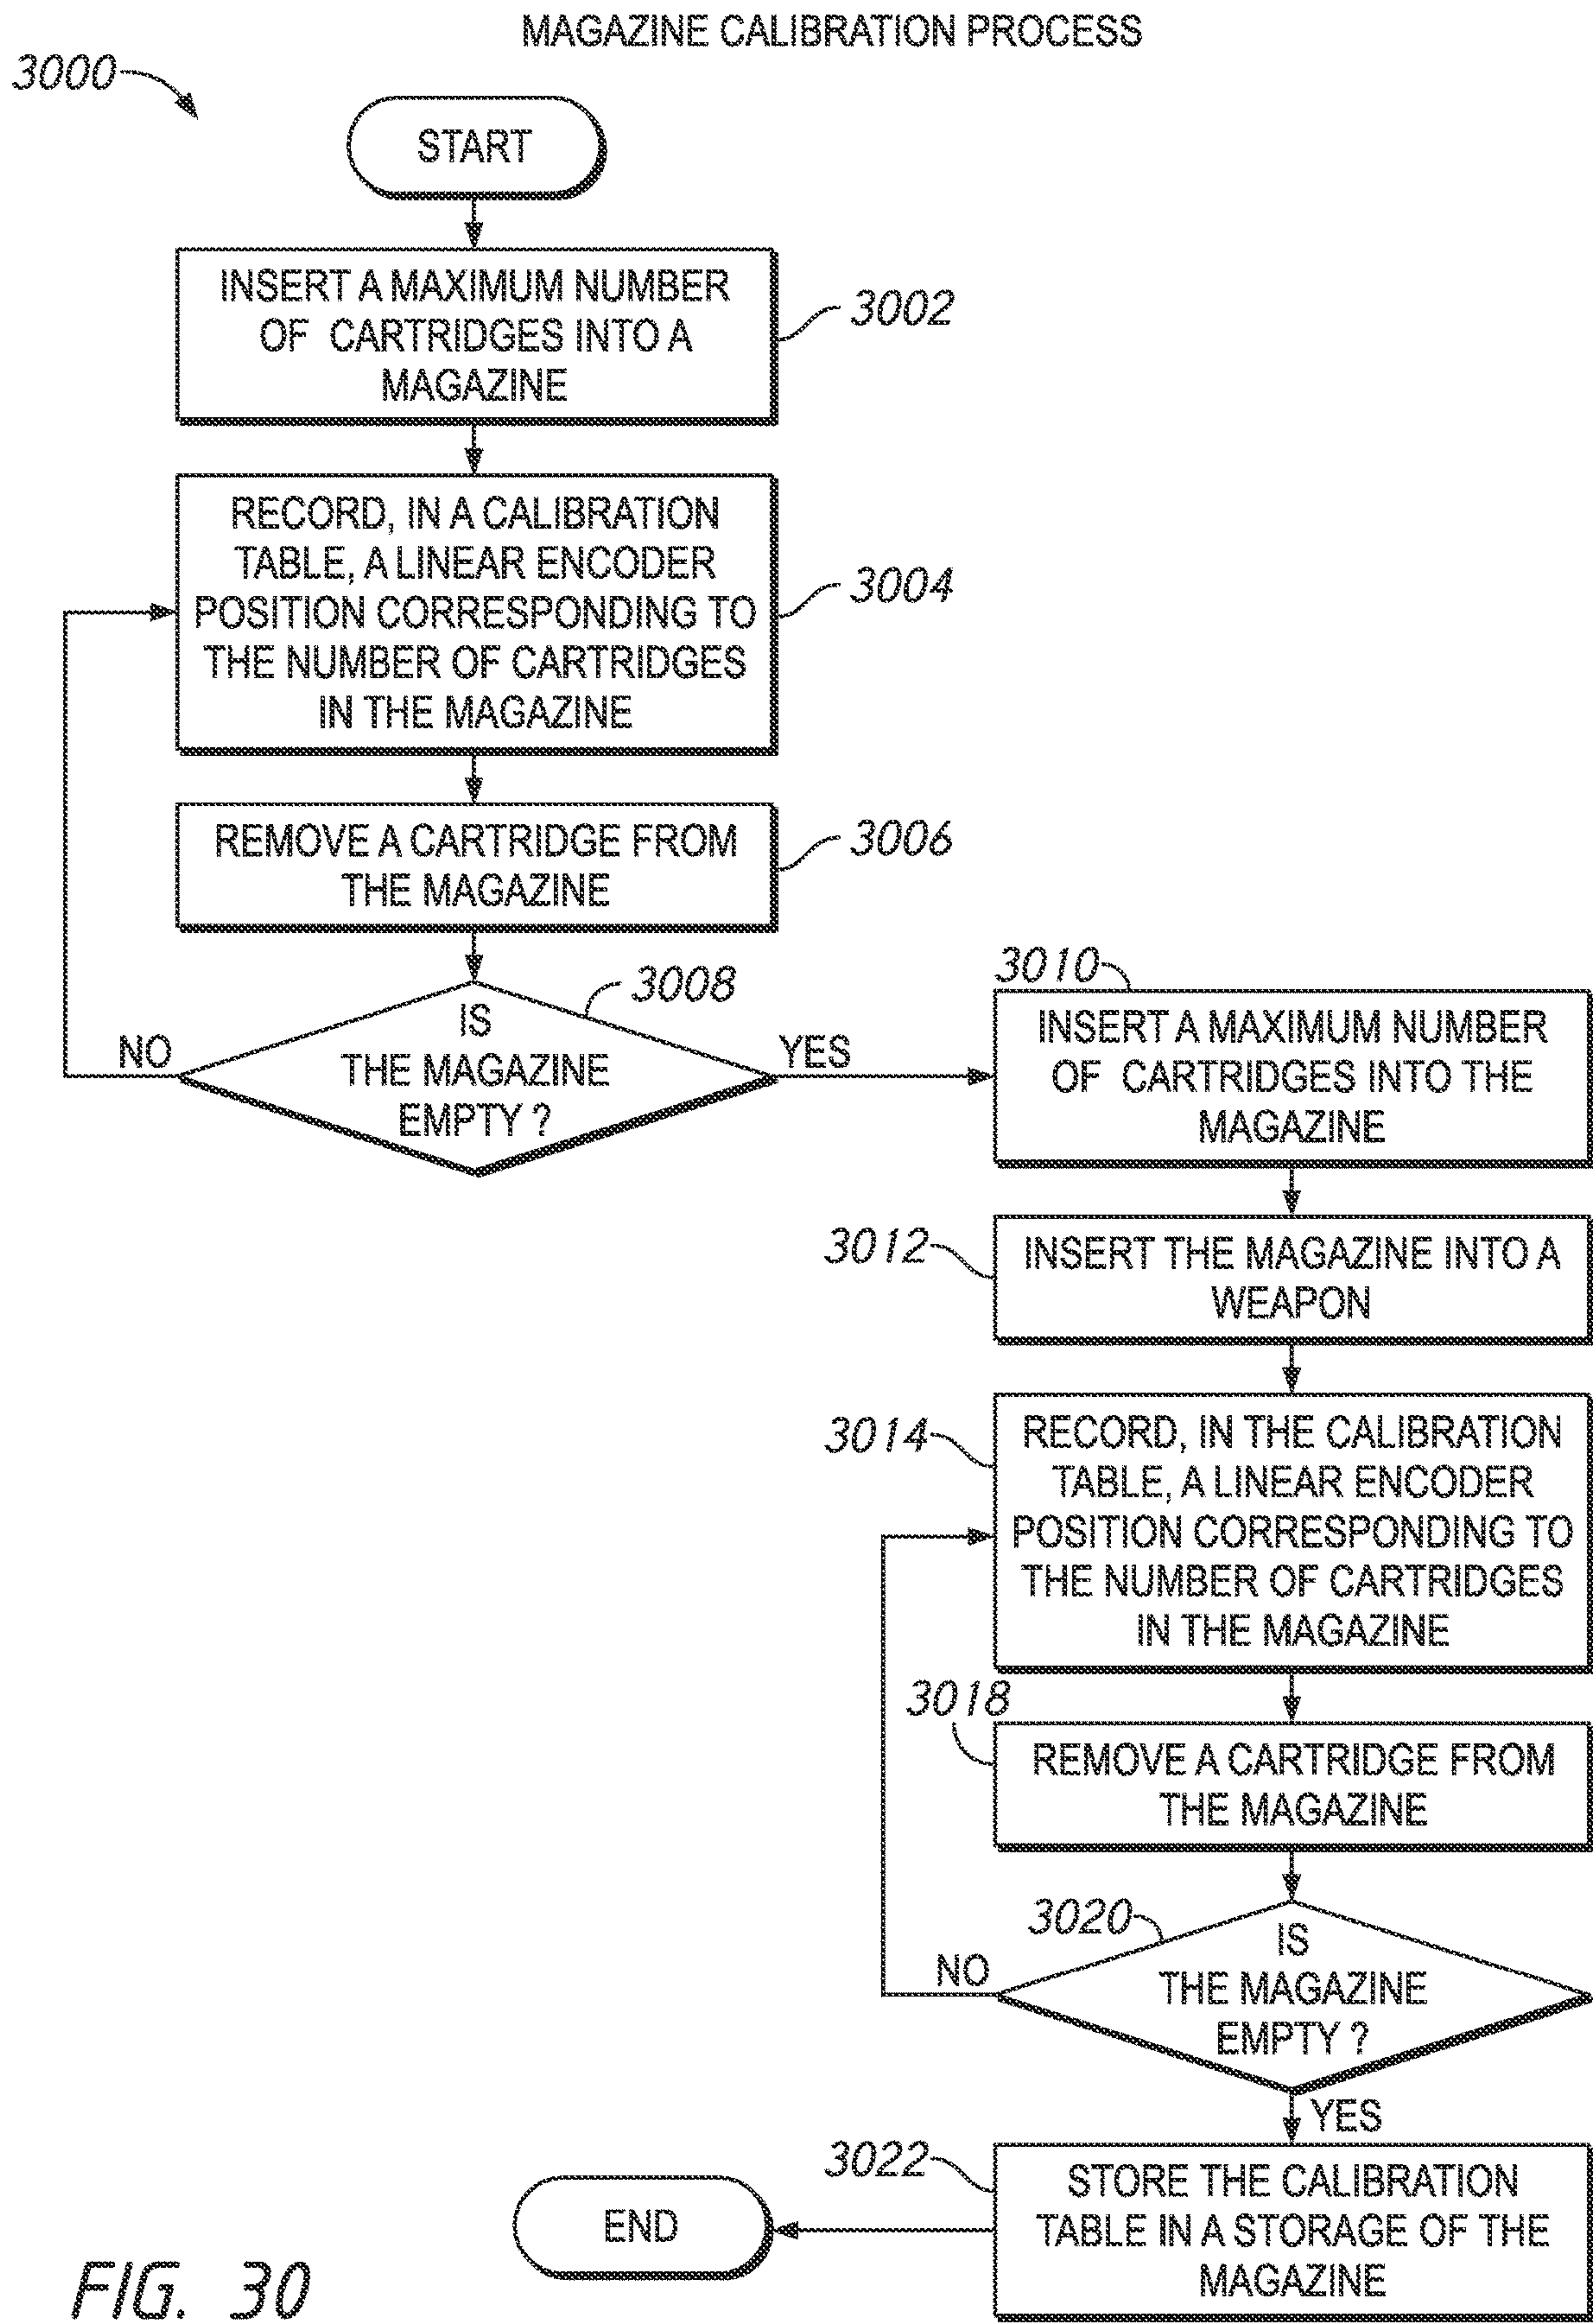 MAGAZINE CALIBRATION PROCESS
3000
START
INSERT A MAXIMUM NUMBER
OF CARTRIDGES INTO A
MAGAZINE
3002
RECORD, IN A CALIBRATION
TABLE, A LINEAR ENCODER
POSITION CORRESPONDING TO
THE NUMBER OF CARTRIDGES
IN THE MAGAZINE
3004
REMOVE A CARTRIDGE FROM
THE MAGAZINE
3006
3008
IS
THE MAGAZINE
EMPTY ?
NO
YES
3010
INSERT A MAXIMUM NUMBER
OF CARTRIDGES INTO THE
MAGAZINE
3012
INSERT THE MAGAZINE INTO A
WEAPON
3014
RECORD, IN THE CALIBRATION
TABLE, A LINEAR ENCODER
POSITION CORRESPONDING TO
THE NUMBER OF CARTRIDGES
IN THE MAGAZINE
3018
REMOVE A CARTRIDGE FROM
THE MAGAZINE
3020
IS
THE MAGAZINE
EMPTY ?
NO
YES
3022
STORE THE CALIBRATION
TABLE IN A STORAGE OF THE
MAGAZINE
END
FIG. 30